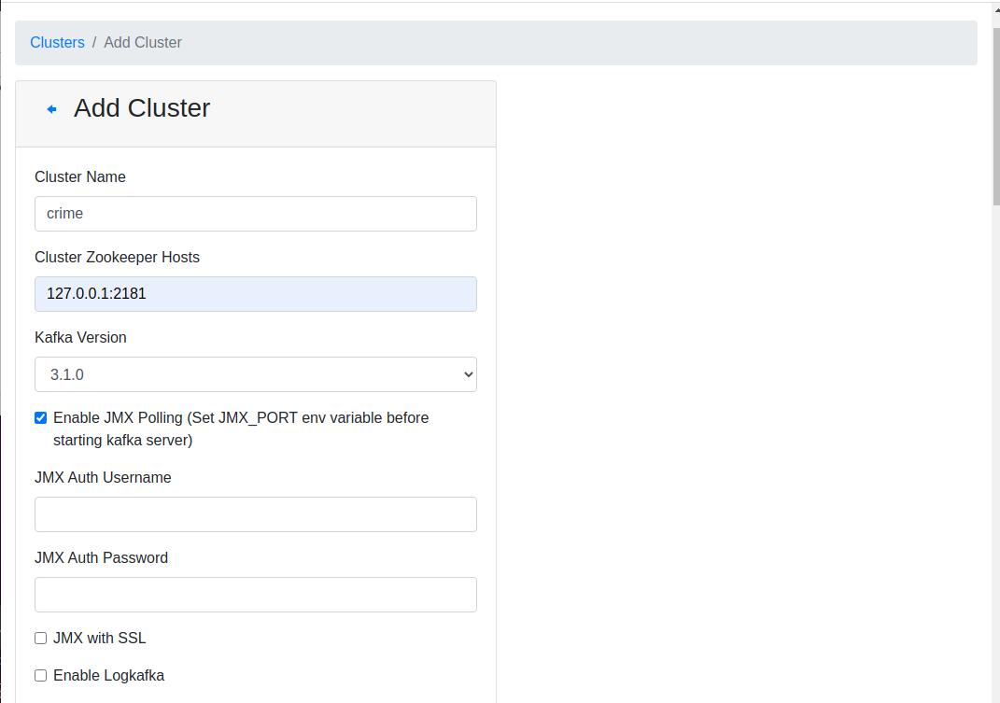 Clusters / Add Cluster
Add Cluster
Cluster Name
crime
Cluster Zookeeper Hosts
127.0.0.1:2181
Kafka Version
3.1.0
Enable JMX Polling (Set JMX_PORT env variable before
starting kafka server)
JMX Auth Username
JMX Auth Password
JMX with SSL
Enable Logkafka